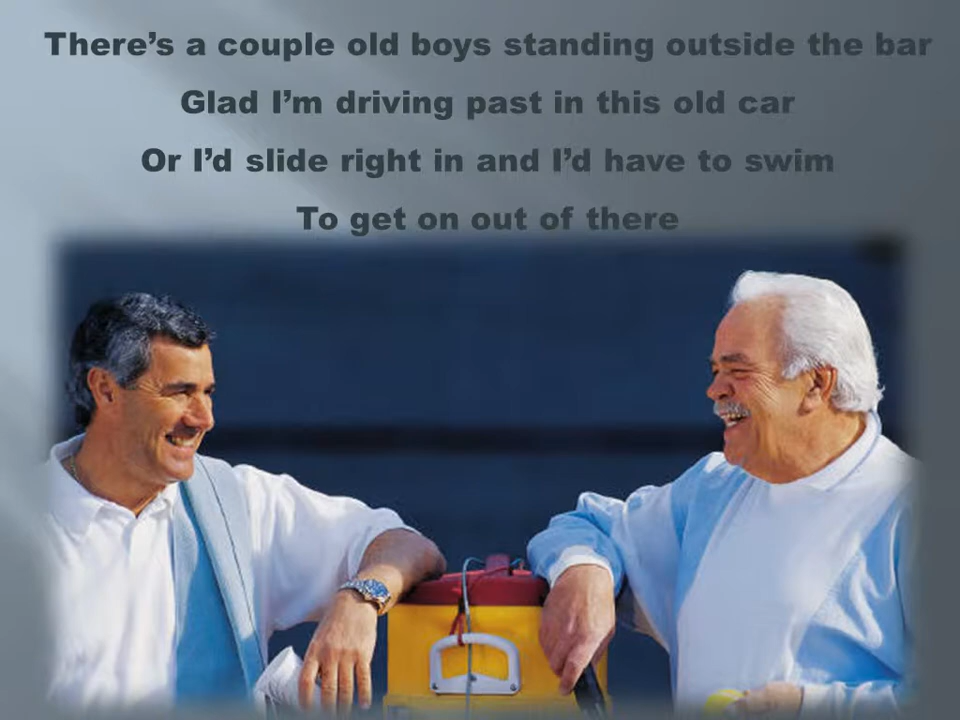 There’s a couple old boys standing outside the bar
Glad I’m driving past in this old car
Or I’d slide right in and I’d have to swim
To get on out of there